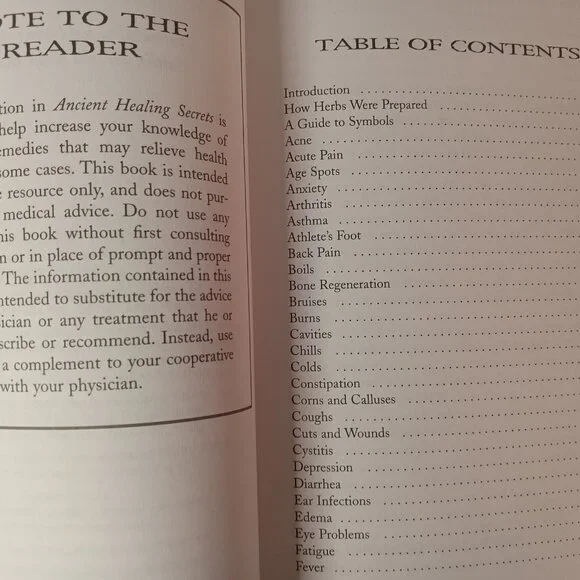 OTE TO THE
READER
tion in Ancient Healing Secrets is
help increase your knowledge of
emedies that may relieve health
some cases. This book is intended
e resource only, and does not pur-
medical advice. Do not use any
his book without first consulting
n or in place of prompt and proper
The information contained in this
ntended to substitute for the advice
sician or any treatment that he or
scribe or recommend. Instead, use
a complement to your cooperative
with your physician.
TABLE OF CONTENTS
Introduction
How Herbs Were Prepared
A Guide to Symbols
Acne
Acute Pain
Age Spots
Anxiety
Arthritis
Asthma
Athlete's Foot
Back Pain
Boils
Bone Regeneration
Bruises
Burns
Cavities
Chills
Colds
Constipation
Corns and Calluses
Coughs
Cuts and Wounds
Cystitis
Depression
Diarrhea
Ear Infections
Edema
Eye Problems
Fatigue
Fever